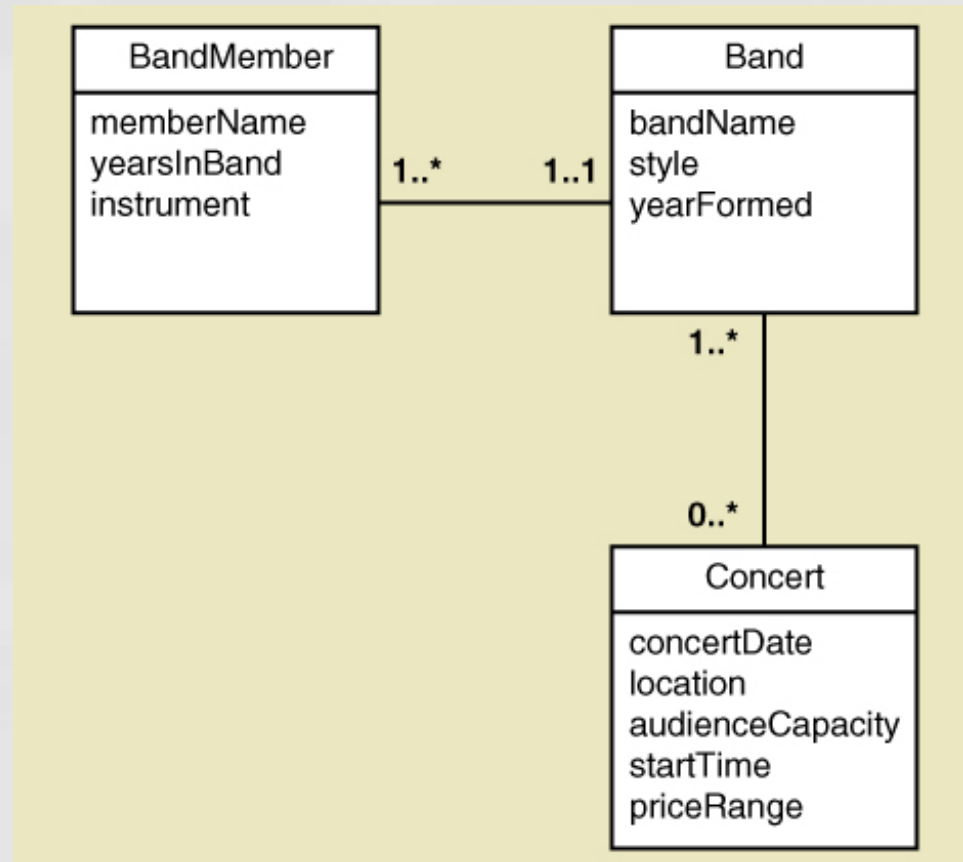 BandMember
memberName
yearsInBand
instrument
1..*
1..1
Band
bandName
style
yearFormed
1..*
0..*
Concert
concertDate
location
audienceCapacity
startTime
priceRange